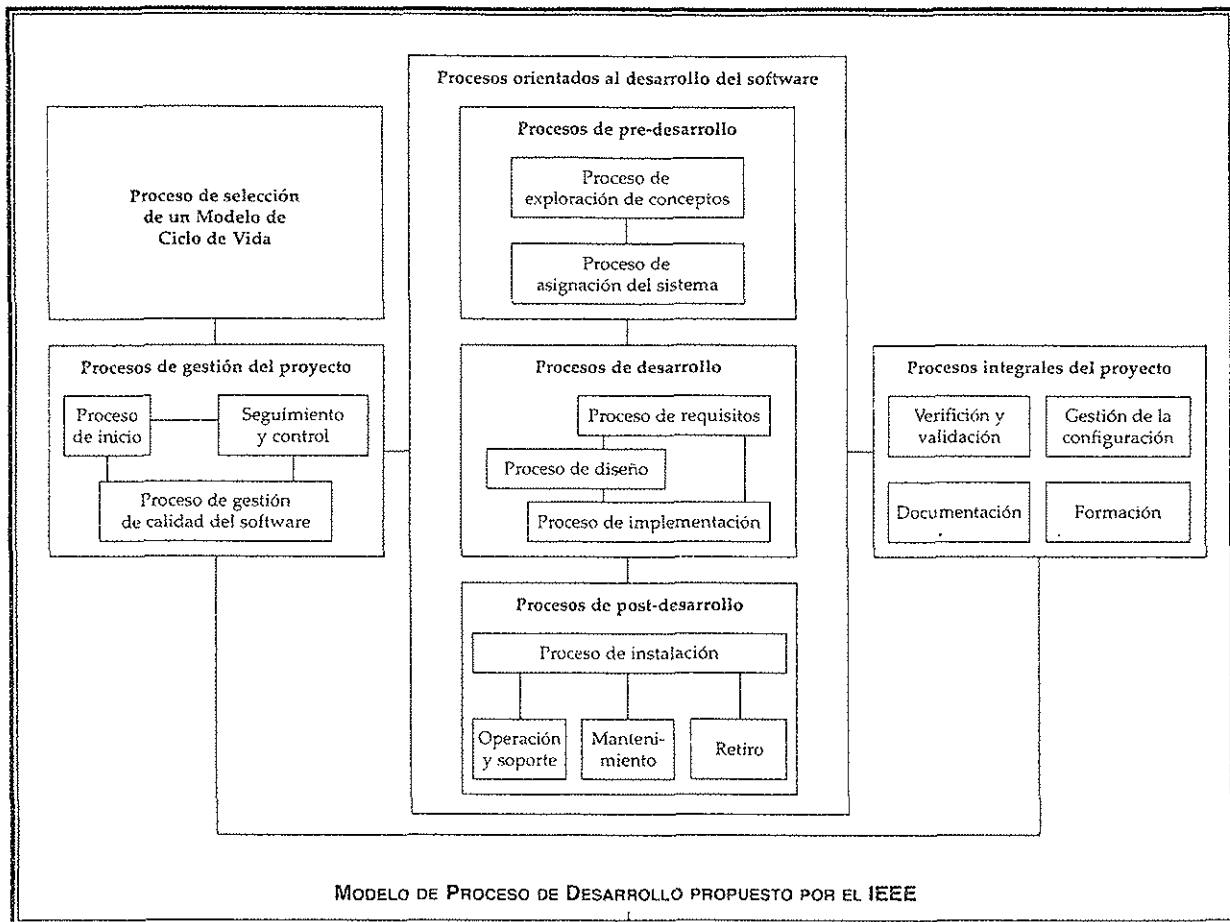 Procesos orientados al desarrollo del software
Proceso de selección
de un Modelo de
Ciclo de Vida
Procesos de pre-desarrollo
Proceso de
exploración de conceptos
Proceso de
asignación del sistema
Procesos de gestión del proyecto
Proceso
de inicio
Seguimiento
y control
Proceso de gestión
de calidad del software
Procesos de desarrollo
Proceso de requisitos
Proceso de diseño
Proceso de implementación
Procesos integrales del proyecto
Verifición y
validación
Gestión de la
configuración
Documentación
Formación
Procesos de post-desarrollo
Proceso de instalación
Operación
y soporte
Manteni-
miento
Retiro
MODELO DE PROCESO DE DESARROLLO PROPUESTO POR EL IEEE